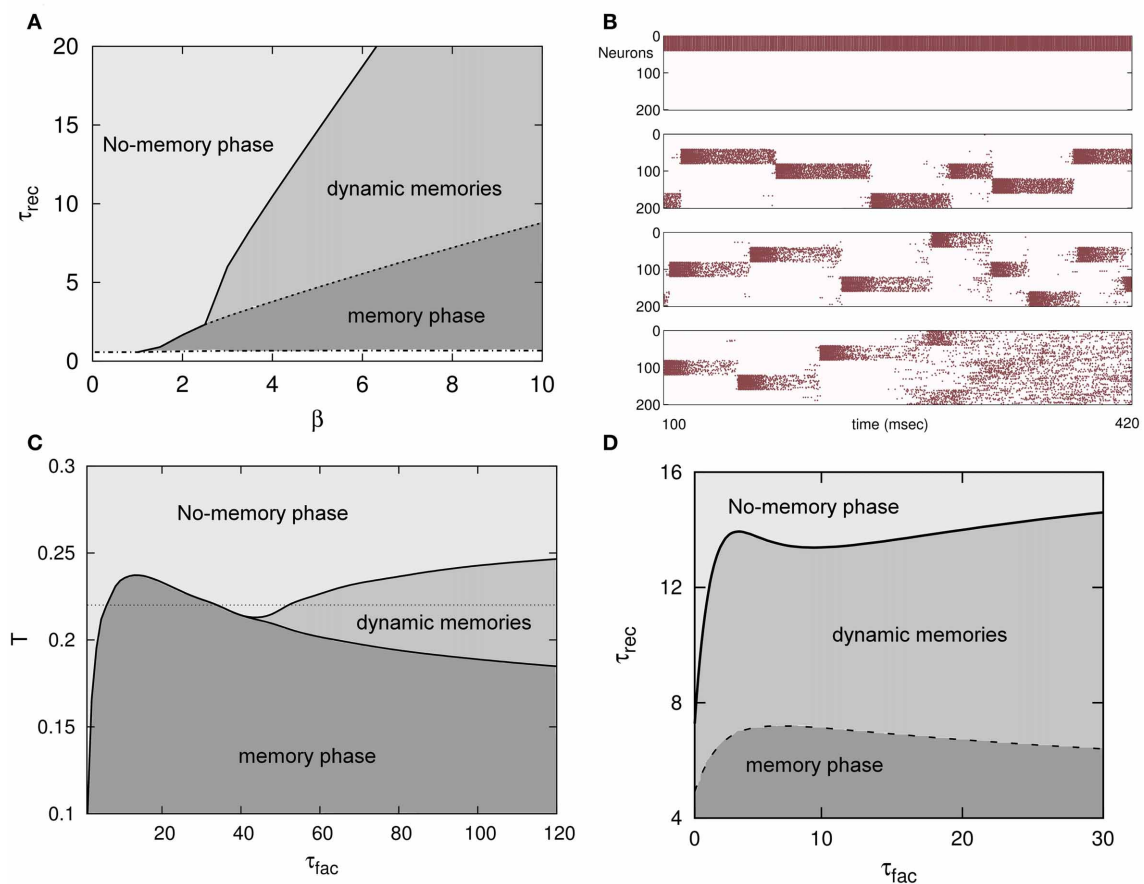 A
20
15
10
5
0
τrec
No-memory phase
dynamic memories
memory phase
0 2 4 6 8 10
β
B
0
Neurons
100
200
0
100
200
0
100
200
0
100
200
100 time (msec) 420
C
0.3
0.25
0.2
0.15
0.1
T
No-memory phase
dynamic memories
memory phase
20 40 60 80 100 120
τfac
D
16
12
8
4
τrec
No-memory phase
dynamic memories
memory phase
0 10 20 30
τfac